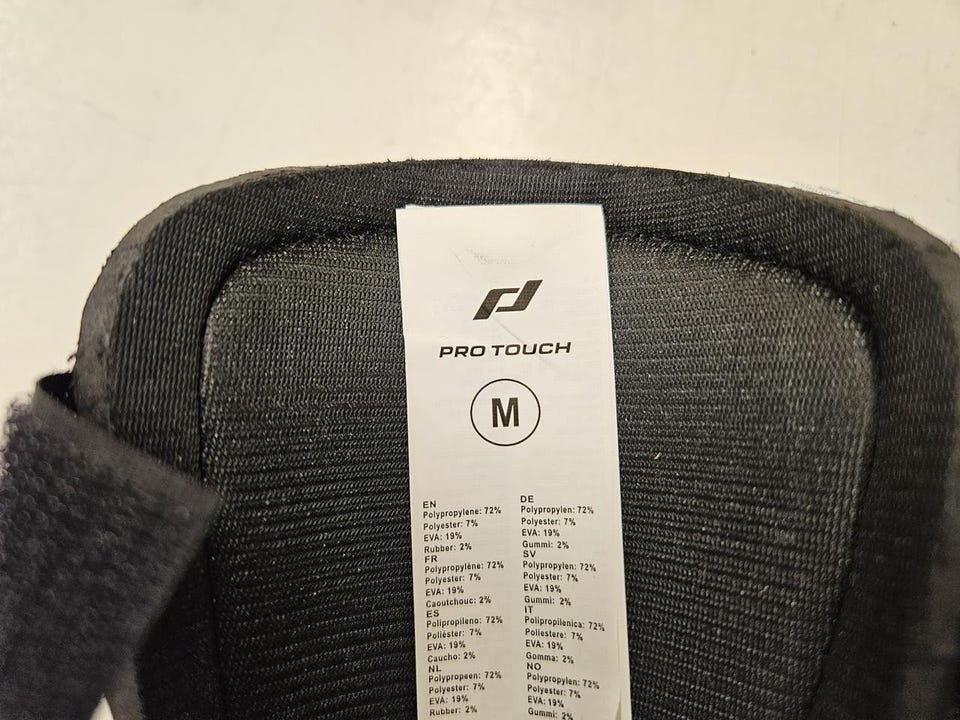 PRO TOUCH
M
EN
Polypropylene: 72%
Polyester: 7%
EVA: 19%
Rubber: 2%
FR
Polypropylène: 72%
Polyester: 7%
EVA: 19%
Caoutchouc: 2%
ES
Polipropileno: 72%
Poliéster: 7%
EVA: 19%
Caucho: 2%
NL
Polypropeen: 72%
Polyester: 7%
EVA: 19%
Rubber: 2%
DE
Polypropylen: 72%
Polyester: 7%
EVA: 19%
Gummi: 2%
SV
Polypropylen: 72%
Polyester: 7%
EVA: 19%
Gummi: 2%
IT
Polipropilenica: 72%
Poliestere: 7%
EVA: 19%
Gomma: 2%
NO
Polypropylen: 72%
Polyester: 7%
EVA: 19%
Gummi: 2%